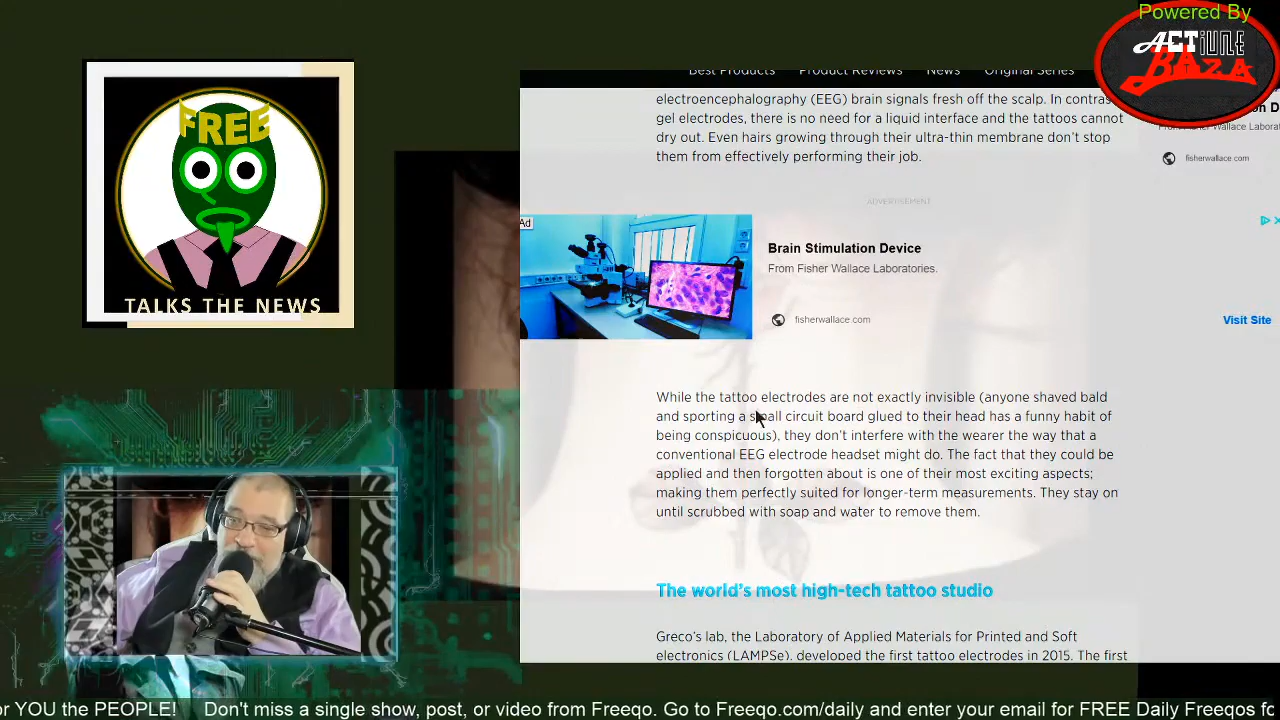 Powered By
ACTiUNE
BAZA
FREE
TALKS THE NEWS
Best Products Product Reviews News Original Series
electroencephalography (EEG) brain signals fresh off the scalp. In contras
gel electrodes, there is no need for a liquid interface and the tattoos cannot
dry out. Even hairs growing through their ultra-thin membrane don't stop
them from effectively performing their job.
fisherwallace.com
ADVERTISEMENT
Ad
Brain Stimulation Device
From Fisher Wallace Laboratories.
fisherwallace.com
Visit Site
While the tattoo electrodes are not exactly invisible (anyone shaved bald
and sporting a small circuit board glued to their head has a funny habit of
being conspicuous), they don't interfere with the wearer the way that a
conventional EEG electrode headset might do. The fact that they could be
applied and then forgotten about is one of their most exciting aspects;
making them perfectly suited for longer-term measurements. They stay on
until scrubbed with soap and water to remove them.
The world's most high-tech tattoo studio
Greco's lab, the Laboratory of Applied Materials for Printed and Soft
electronics (LAMPSe), developed the first tattoo electrodes in 2015. The first
or YOU the PEOPLE! Don't miss a single show, post, or video from Freeqo. Go to Freeqo.com/daily and enter your email for FREE Daily Freeqos fo